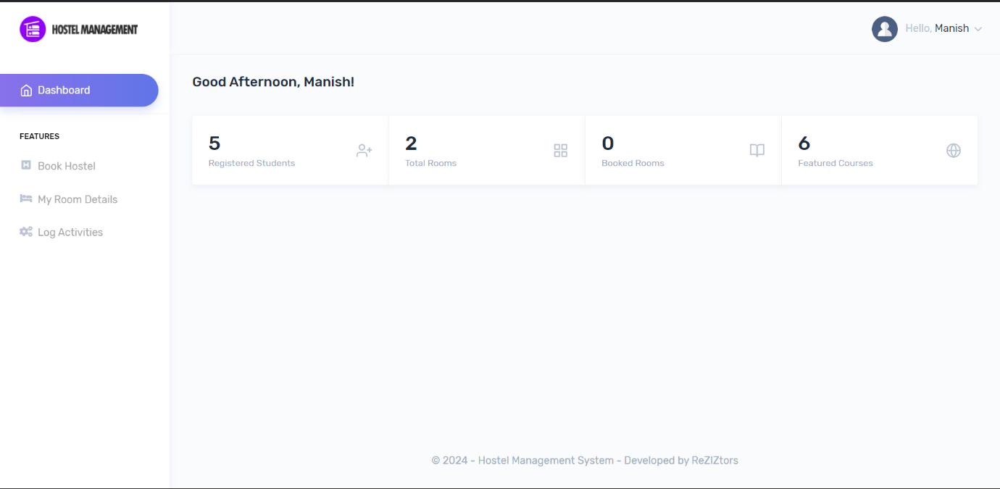 HOSTEL MANAGEMENT
Hello, Manish
Dashboard
FEATURES
Book Hostel
My Room Details
Log Activities
Good Afternoon, Manish!
5
Registered Students
2
Total Rooms
0
Booked Rooms
6
Featured Courses
© 2024 - Hostel Management System - Developed by ReZIZtors